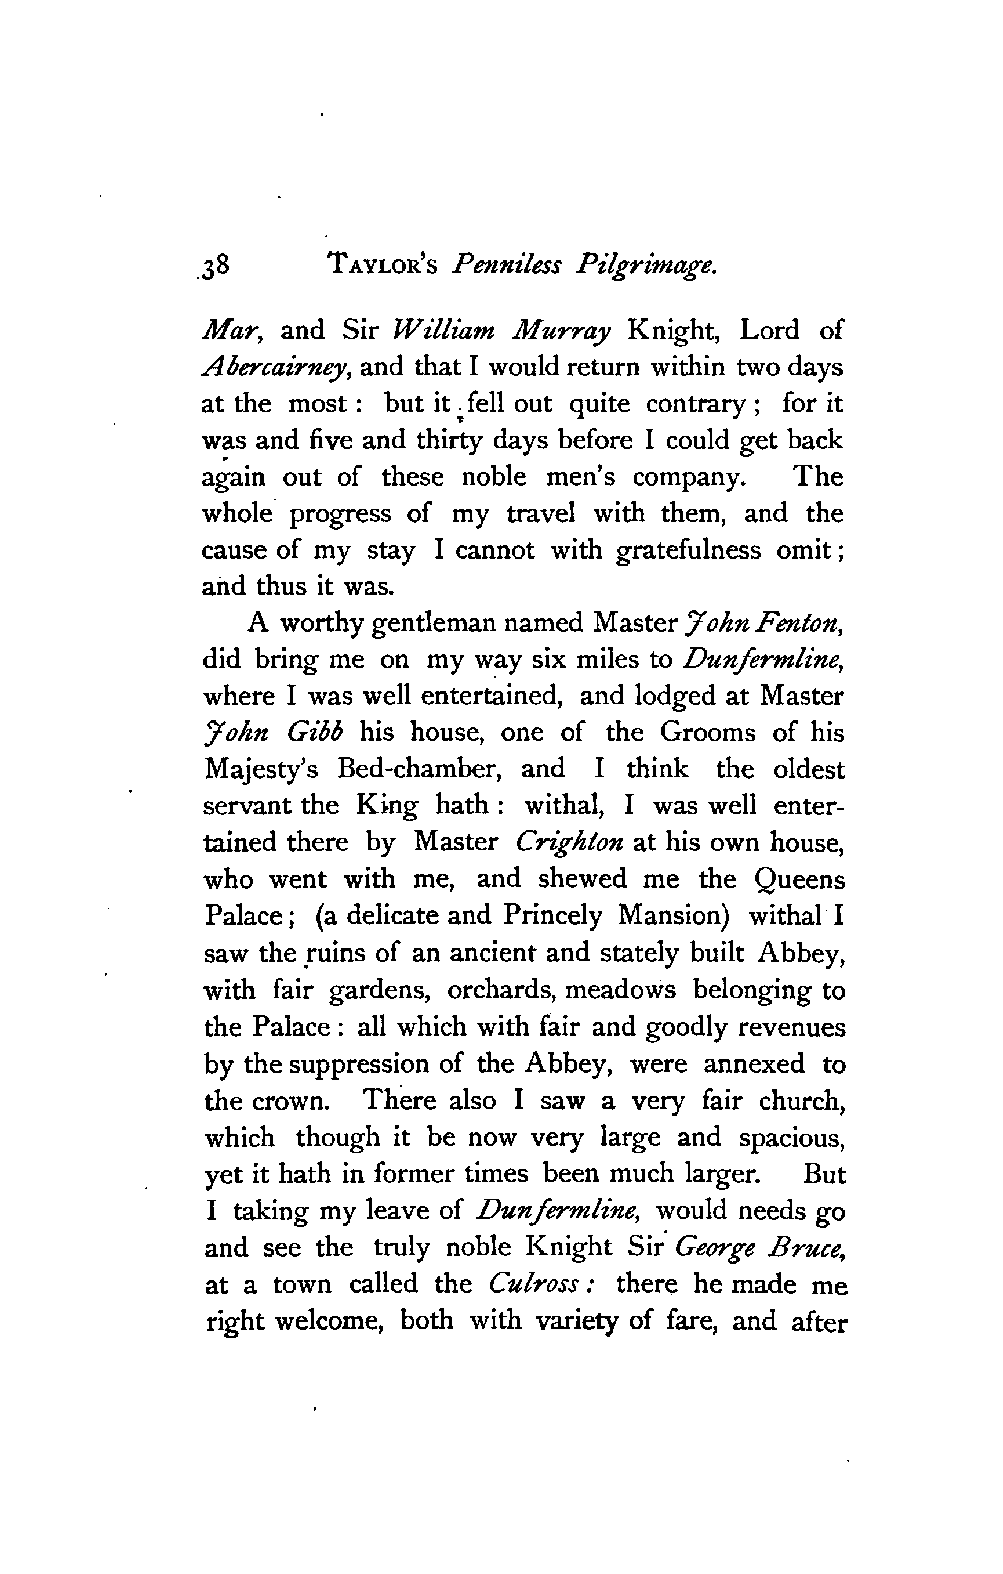 38 TAYLOR'S Penniless Pilgrimage.
Mar, and Sir William Murray Knight, Lord of
Abercairney, and that I would return within two days
at the most : but it fell out quite contrary ; for it
was and five and thirty days before I could get back
again out of these noble men's company. The
whole progress of my travel with them, and the
cause of my stay I cannot with gratefulness omit ;
and thus it was.
A worthy gentleman named Master John Fenton,
did bring me on my way six miles to Dunfermline,
where I was well entertained, and lodged at Master
John Gibb his house, one of the Grooms of his
Majesty's Bed-chamber, and I think the oldest
servant the King hath : withal, I was well enter-
tained there by Master Crighton at his own house,
who went with me, and shewed me the Queens
Palace ; (a delicate and Princely Mansion) withal I
saw the ruins of an ancient and stately built Abbey,
with fair gardens, orchards, meadows belonging to
the Palace : all which with fair and goodly revenues
by the suppression of the Abbey, were annexed to
the crown. There also I saw a very fair church,
which though it be now very large and spacious,
yet it hath in former times been much larger. But
I taking my leave of Dunfermline, would needs go
and see the truly noble Knight Sir George Bruce,
at a town called the Culross : there he made me
right welcome, both with variety of fare, and after